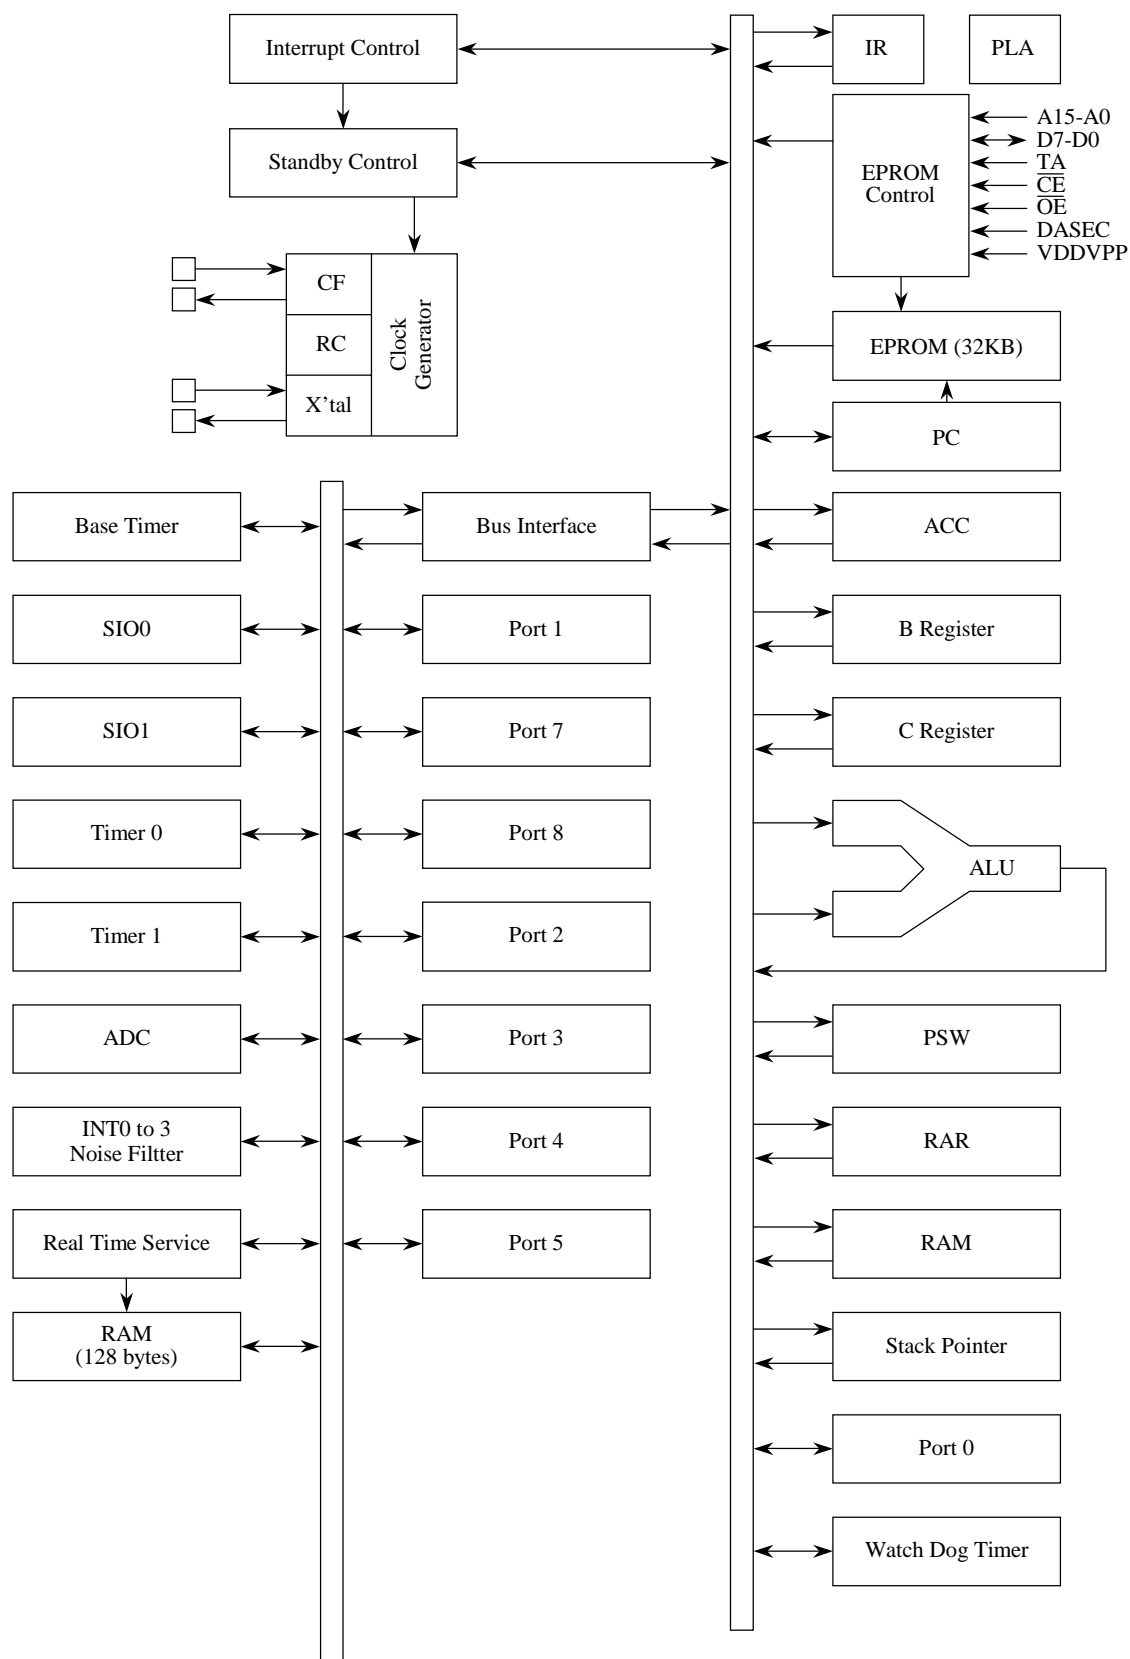 Interrupt Control
IR
PLA
Standby Control
EPROM
Control
A15-A0
D7-D0
TA
CE
OE
DASEC
VDDVPP
CF
RC
X'tal
Clock
Generator
EPROM (32KB)
PC
Base Timer
Bus Interface
ACC
SIO0
Port 1
B Register
SIO1
Port 7
C Register
Timer 0
Port 8
ALU
Timer 1
Port 2
ADC
Port 3
PSW
INT0 to 3
Noise Filtter
Port 4
RAR
Real Time Service
Port 5
RAM
RAM
(128 bytes)
Stack Pointer
Port 0
Watch Dog Timer